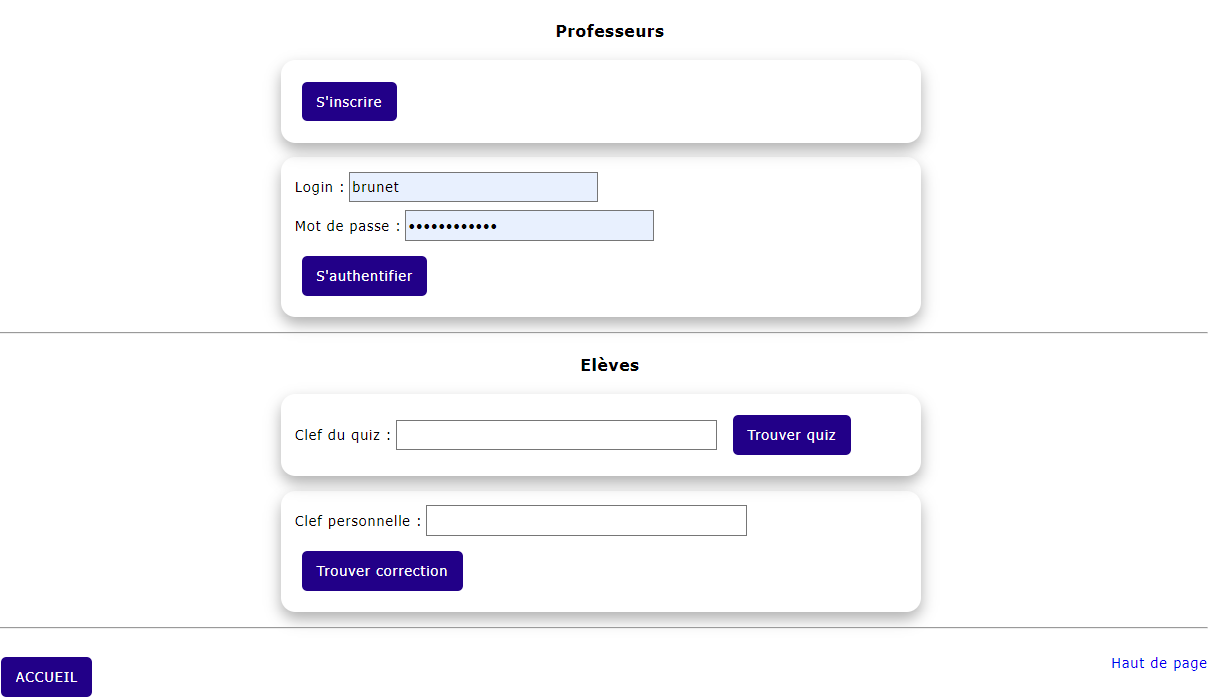 Professeurs
S'inscrire
Login : brunet
Mot de passe : ••••••••••••
S'authentifier
Elèves
Clef du quiz : Trouver quiz
Clef personnelle :
Trouver correction
Haut de page
ACCUEIL